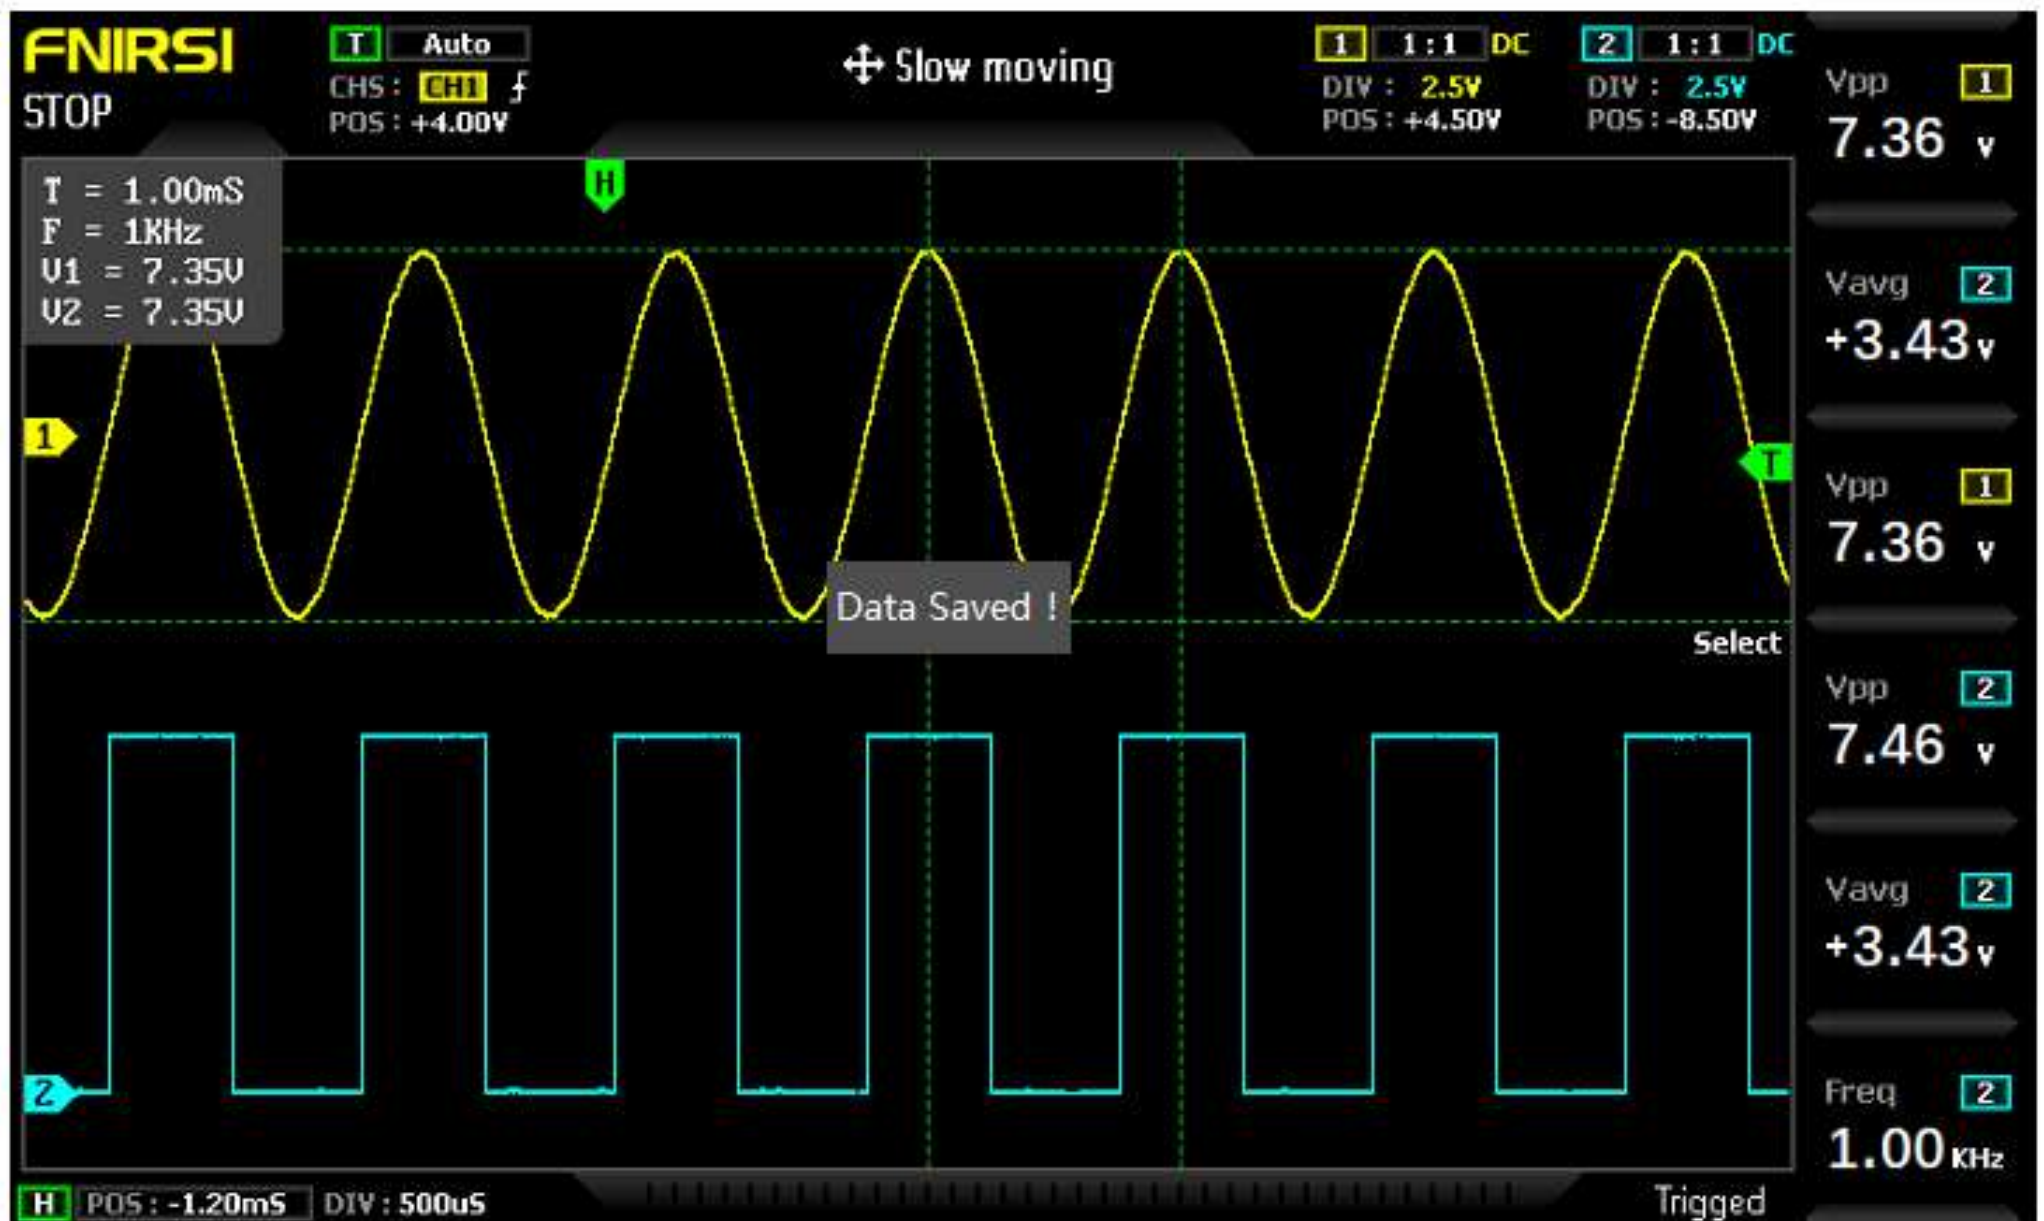 FNIRSI
STOP
T Auto
CHS: CH1
POS: +4.00V
Slow moving
1 1:1 DC
DIV: 2.5V
POS: +4.50V
2 1:1 DC
DIV: 2.5V
POS: -8.50V
T = 1.00mS
F = 1KHz
V1 = 7.35V
V2 = 7.35V
H
1
T
Data Saved !
Select
2
Vpp 1
7.36 V
Vavg 2
+3.43 V
Vpp 1
7.36 V
Vpp 2
7.46 V
Vavg 2
+3.43 V
Freq 2
1.00 KHz
H POS: -1.20mS DIV: 500uS
Trigged